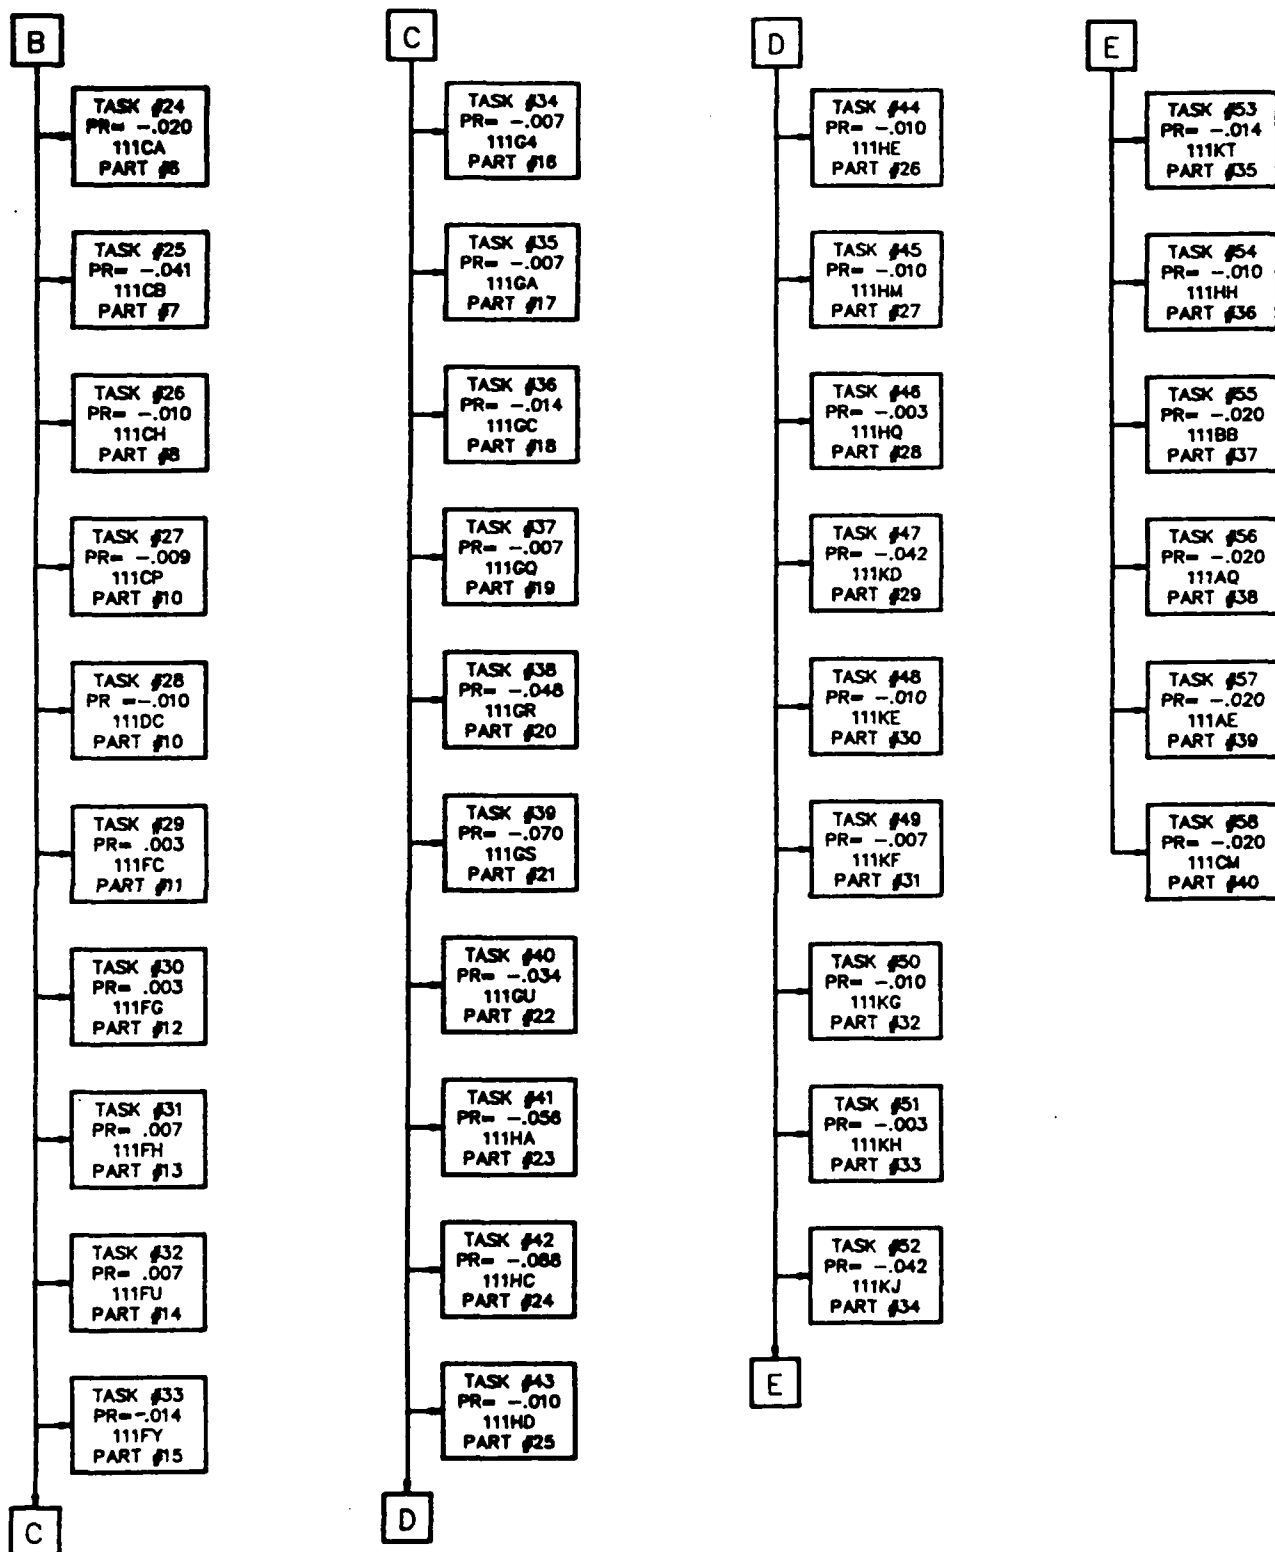 B
TASK #24
PR= -.020
111CA
PART #6
TASK #25
PR= -.041
111CB
PART #7
TASK #26
PR= -.010
111CH
PART #8
TASK #27
PR= -.009
111CP
PART #10
TASK #28
PR =-.010
111DC
PART #10
TASK #29
PR= .003
111FC
PART #11
TASK #30
PR= .003
111FG
PART #12
TASK #31
PR= .007
111FH
PART #13
TASK #32
PR= .007
111FU
PART #14
TASK #33
PR=-.014
111FY
PART #15
C
C
TASK #34
PR= -.007
111G4
PART #16
TASK #35
PR= -.007
111GA
PART #17
TASK #36
PR= -.014
111GC
PART #18
TASK #37
PR= -.007
111GQ
PART #19
TASK #38
PR= -.048
111GR
PART #20
TASK #39
PR= -.070
111GS
PART #21
TASK #40
PR= -.034
111GU
PART #22
TASK #41
PR= -.056
111HA
PART #23
TASK #42
PR= -.088
111HC
PART #24
TASK #43
PR= -.010
111HD
PART #25
D
D
TASK #44
PR= -.010
111HE
PART #26
TASK #45
PR= -.010
111HM
PART #27
TASK #46
PR= -.003
111HQ
PART #28
TASK #47
PR= -.042
111KD
PART #29
TASK #48
PR= -.010
111KE
PART #30
TASK #49
PR= -.007
111KF
PART #31
TASK #50
PR= -.010
111KG
PART #32
TASK #51
PR= -.003
111KH
PART #33
TASK #52
PR= -.042
111KJ
PART #34
E
E
TASK #53
PR= -.014
111KT
PART #35
TASK #54
PR= -.010
111HH
PART #36
TASK #55
PR= -.020
111BB
PART #37
TASK #56
PR= -.020
111AQ
PART #38
TASK #57
PR= -.020
111AE
PART #39
TASK #58
PR= -.020
111CM
PART #40